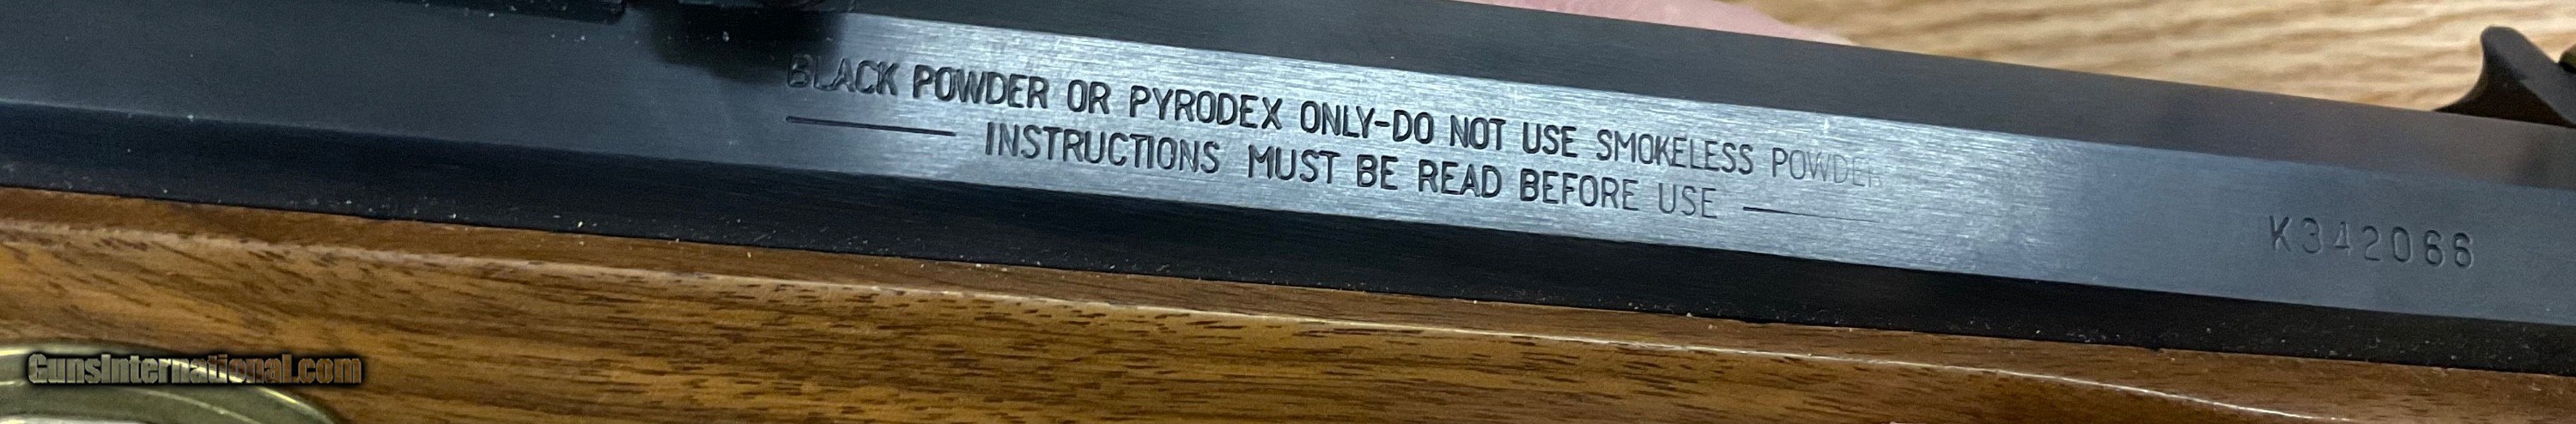 BLACK POWDER OR PYRODEX ONLY-DO NOT USE SMOKELESS POWDER
INSTRUCTIONS MUST BE READ BEFORE USE
K342066
GunsInternational.com